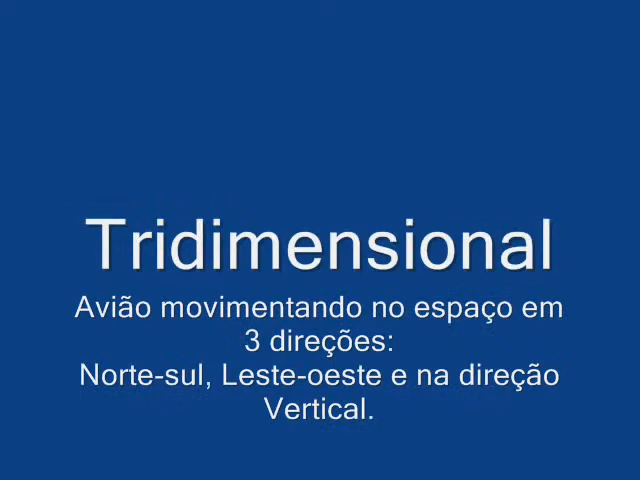 Tridimensional
Avião movimentando no espaço em
3 direções:
Norte-sul, Leste-oeste e na direção
Vertical.